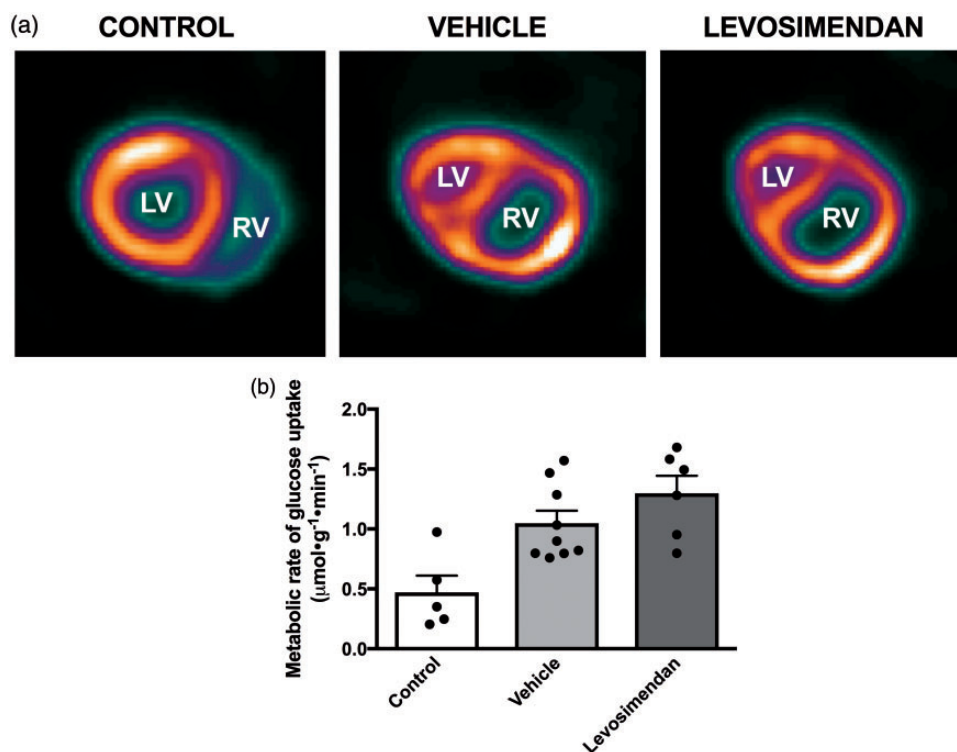 (a)
CONTROL
VEHICLE
LEVOSIMENDAN
LV
RV
LV
RV
LV
RV
(b)
Metabolic rate of glucose uptake
(μmol•g⁻¹•min⁻¹)
2.0
1.5
1.0
0.5
0.0
Control
Vehicle
Levosimendan